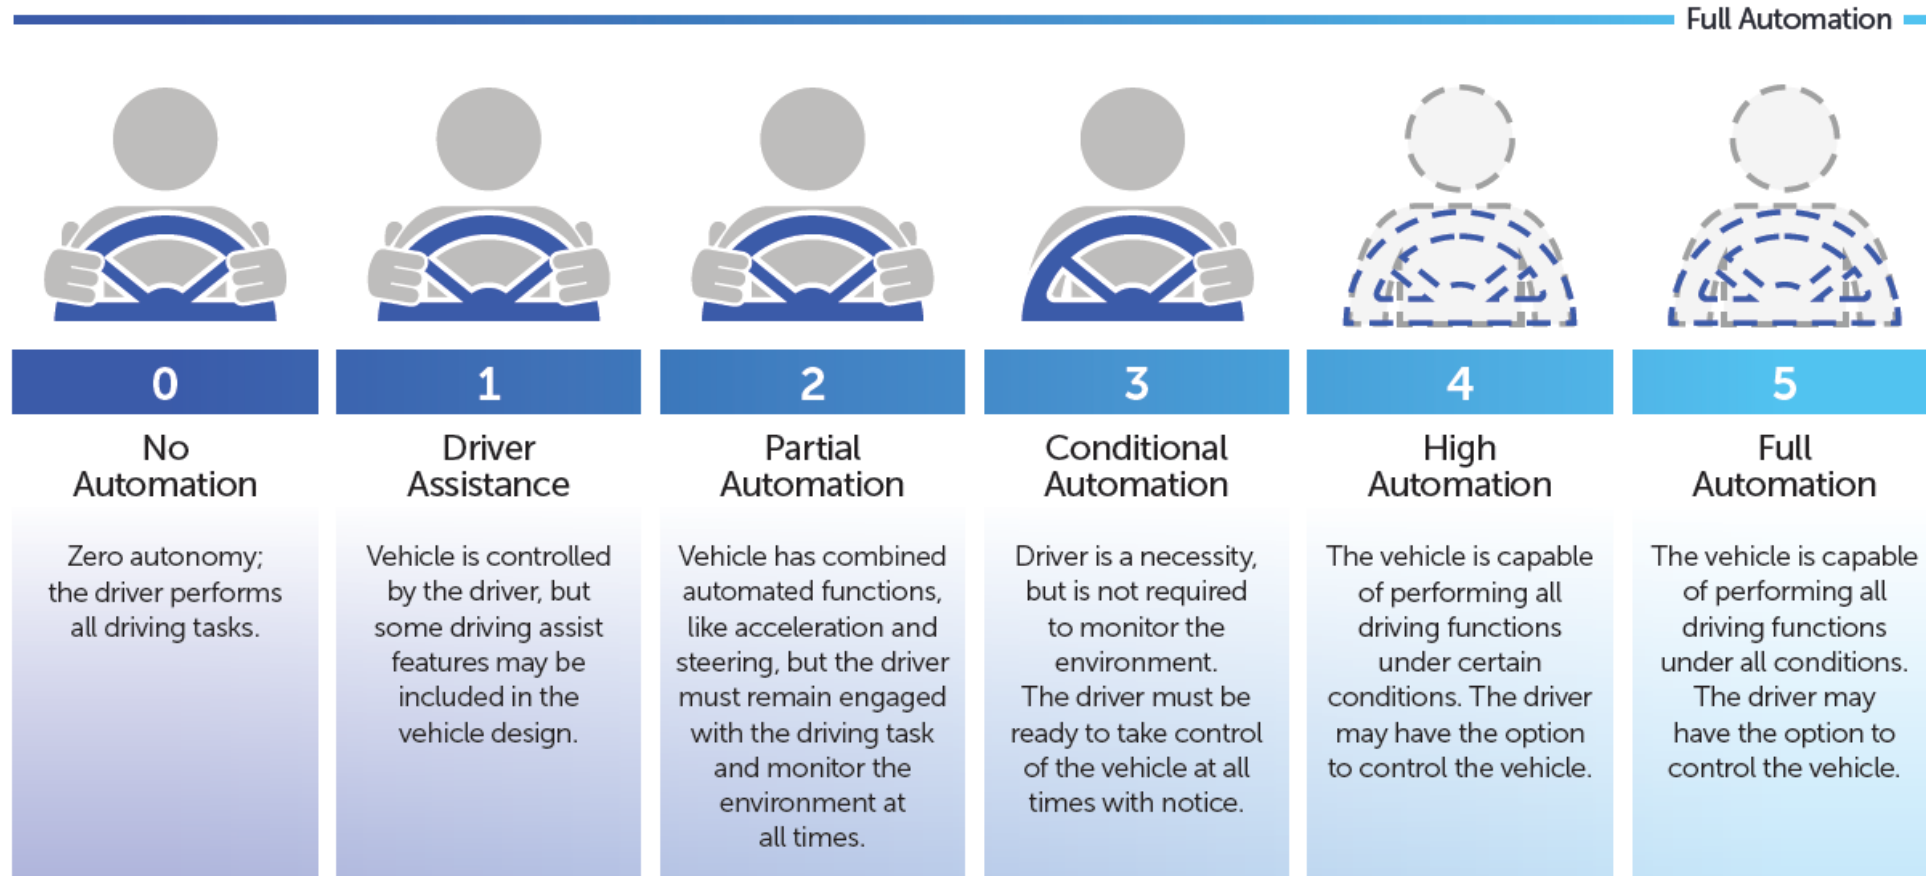 Full Automation
0
No
Automation
Zero autonomy;
the driver performs
all driving tasks.
1
Driver
Assistance
Vehicle is controlled
by the driver, but
some driving assist
features may be
included in the
vehicle design.
2
Partial
Automation
Vehicle has combined
automated functions,
like acceleration and
steering, but the driver
must remain engaged
with the driving task
and monitor the
environment at
all times.
3
Conditional
Automation
Driver is a necessity,
but is not required
to monitor the
environment.
The driver must be
ready to take control
of the vehicle at all
times with notice.
4
High
Automation
The vehicle is capable
of performing all
driving functions
under certain
conditions. The driver
may have the option
to control the vehicle.
5
Full
Automation
The vehicle is capable
of performing all
driving functions
under all conditions.
The driver may
have the option to
control the vehicle.